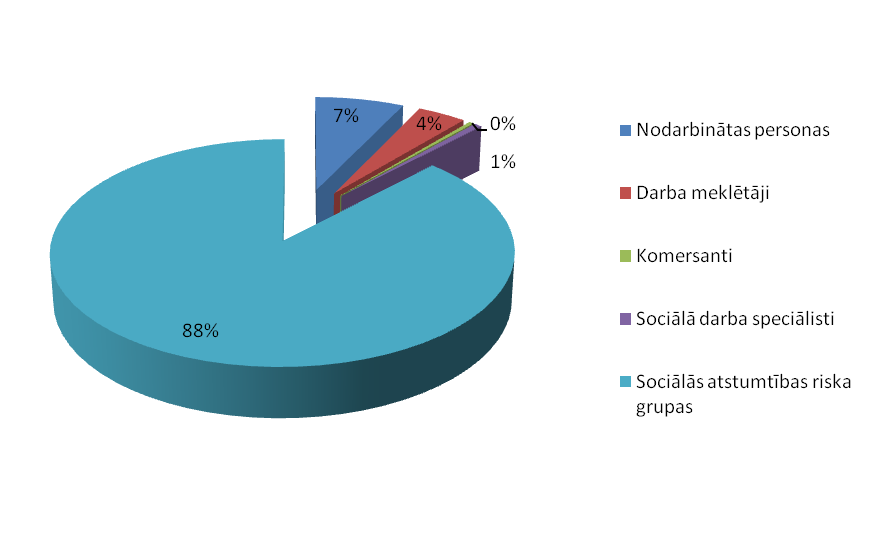 7%
4%
0%
1%
88%
Nodarbinātas personas
Darba meklētāji
Komersanti
Sociālā darba speciālisti
Sociālās atstumtības riska
grupas